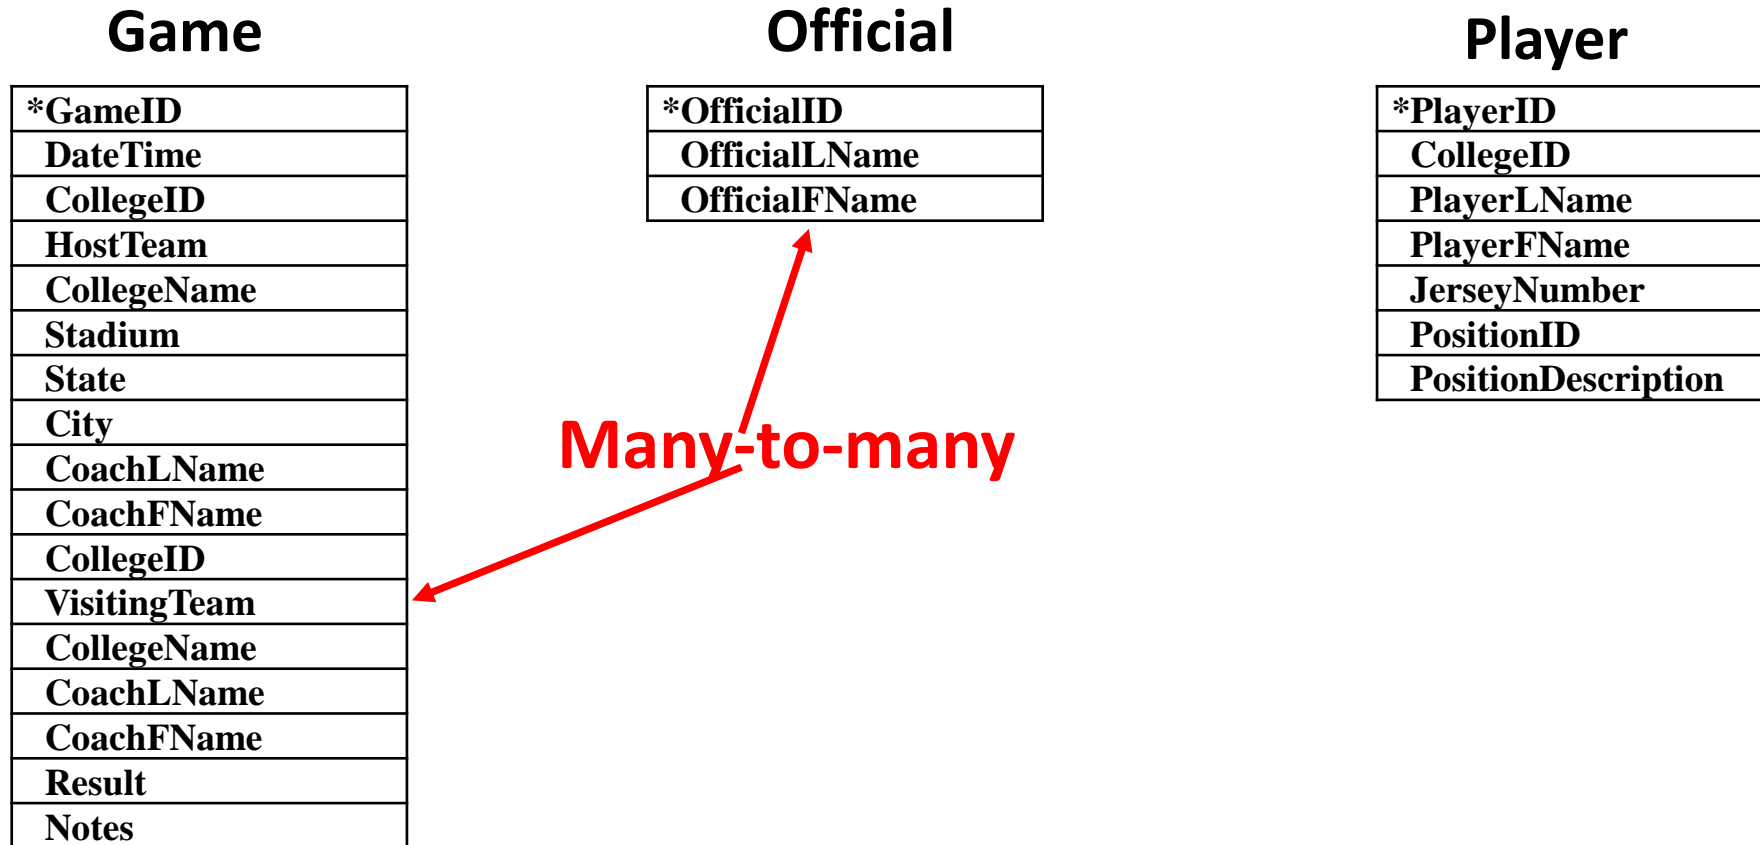 Game
*GameID
DateTime
CollegeID
HostTeam
CollegeName
Stadium
State
City
CoachLName
CoachFName
CollegeID
VisitingTeam
CollegeName
CoachLName
CoachFName
Result
Notes
Official
*OfficialID
OfficialLName
OfficialFName
Many-to-many
Player
*PlayerID
CollegeID
PlayerLName
PlayerFName
JerseyNumber
PositionID
PositionDescription